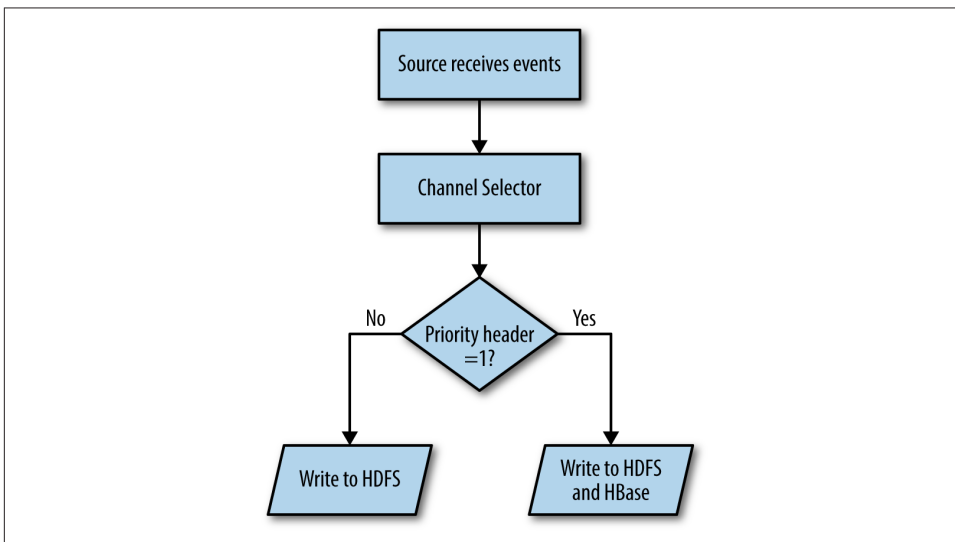 Source receives events
Channel Selector
No
Yes
Priority header
=1?
Write to HDFS
Write to HDFS
and HBase